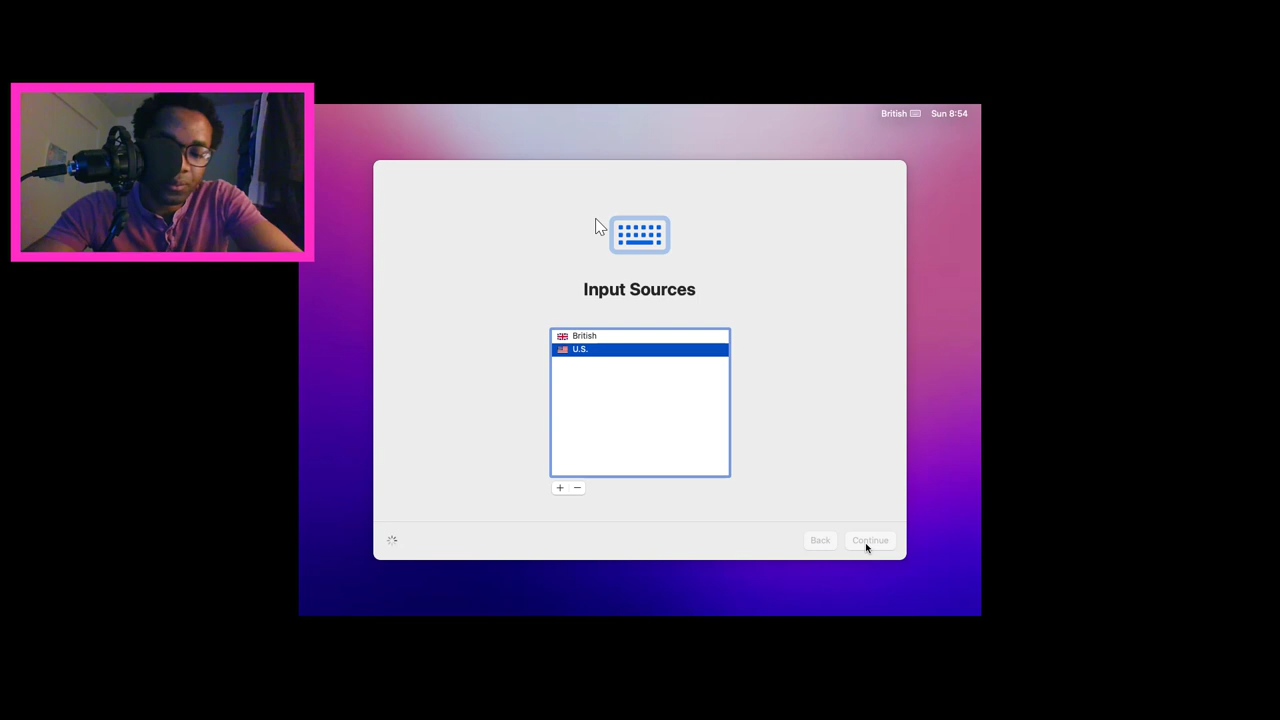 British Sun 8:54
Input Sources
British
U.S.
+ −
Back Continue